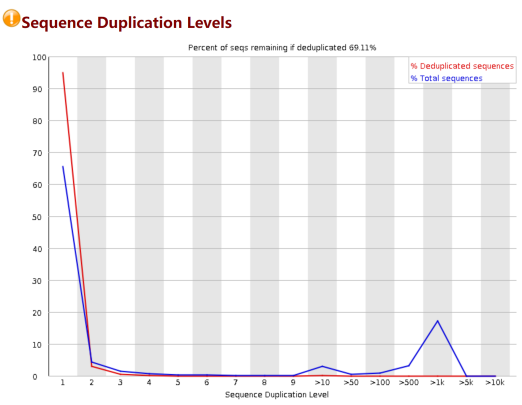 Sequence Duplication Levels
Percent of seqs remaining if deduplicated 69.11%
% Deduplicated sequences
% Total sequences
100
90
80
70
60
50
40
30
20
10
0
1 2 3 4 5 6 7 8 9 >10 >50 >100 >500 >1k >5k >10k
Sequence Duplication Level